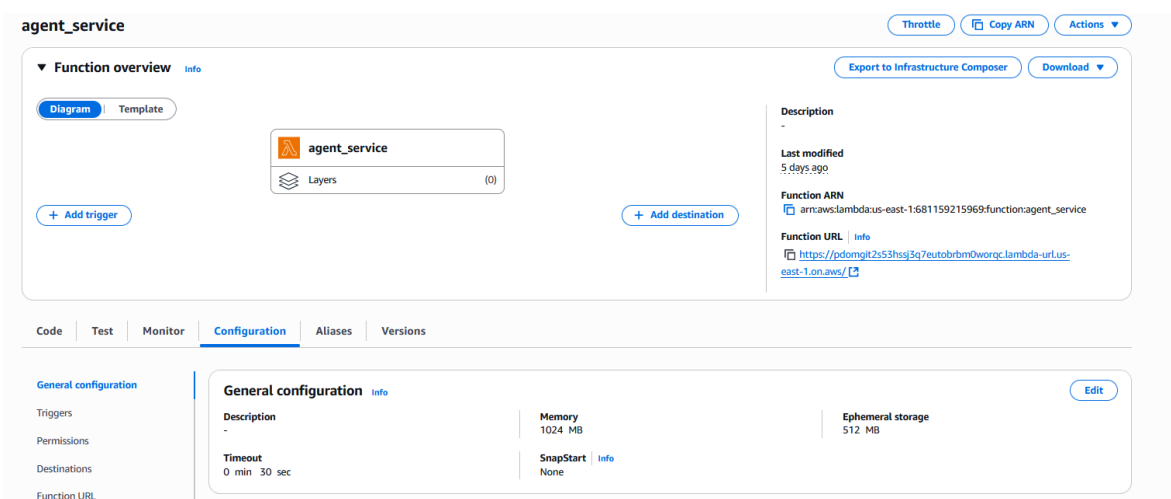 agent_service
Throttle
Copy ARN
Actions
Function overview Info
Export to Infrastructure Composer
Download
Diagram
Template
agent_service
Layers
(0)
+ Add trigger
+ Add destination
Description
-
Last modified
5 days ago
Function ARN
arn:aws:lambda:us-east-1:681159215969:function:agent_service
Function URL Info
https://pdomgit2s53hssj3q7eutobrbm0worqc.lambda-url.us-
east-1.on.aws/
Code
Test
Monitor
Configuration
Aliases
Versions
General configuration
Triggers
Permissions
Destinations
Function URL
General configuration Info
Edit
Description
-
Memory
1024 MB
Ephemeral storage
512 MB
Timeout
0 min 30 sec
SnapStart Info
None